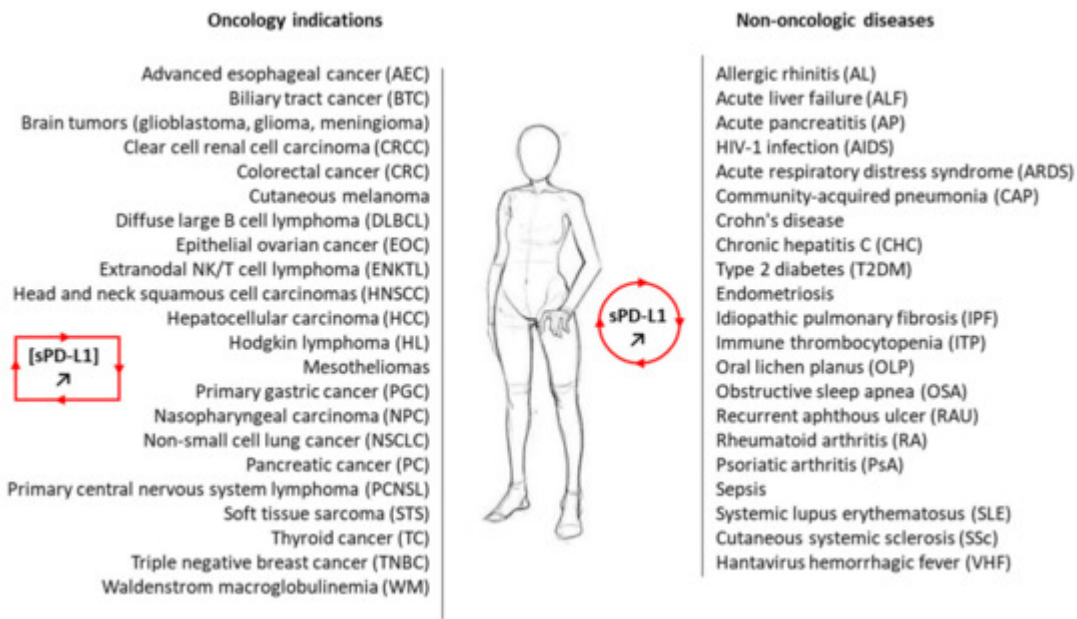 Oncology indications
Advanced esophageal cancer (AEC)
Biliary tract cancer (BTC)
Brain tumors (glioblastoma, glioma, meningioma)
Clear cell renal cell carcinoma (CRCC)
Colorectal cancer (CRC)
Cutaneous melanoma
Diffuse large B cell lymphoma (DLBCL)
Epithelial ovarian cancer (EOC)
Extranodal NK/T cell lymphoma (ENKTL)
Head and neck squamous cell carcinomas (HNSCC)
Hepatocellular carcinoma (HCC)
Hodgkin lymphoma (HL)
Mesotheliomas
Primary gastric cancer (PGC)
Nasopharyngeal carcinoma (NPC)
Non-small cell lung cancer (NSCLC)
Pancreatic cancer (PC)
Primary central nervous system lymphoma (PCNSL)
Soft tissue sarcoma (STS)
Thyroid cancer (TC)
Triple negative breast cancer (TNBC)
Waldenstrom macroglobulinemia (WM)
[sPD-L1]
↗
sPD-L1
↗
Non-oncologic diseases
Allergic rhinitis (AL)
Acute liver failure (ALF)
Acute pancreatitis (AP)
HIV-1 infection (AIDS)
Acute respiratory distress syndrome (ARDS)
Community-acquired pneumonia (CAP)
Crohn's disease
Chronic hepatitis C (CHC)
Type 2 diabetes (T2DM)
Endometriosis
Idiopathic pulmonary fibrosis (IPF)
Immune thrombocytopenia (ITP)
Oral lichen planus (OLP)
Obstructive sleep apnea (OSA)
Recurrent aphthous ulcer (RAU)
Rheumatoid arthritis (RA)
Psoriatic arthritis (PsA)
Sepsis
Systemic lupus erythematosus (SLE)
Cutaneous systemic sclerosis (SSc)
Hantavirus hemorrhagic fever (VHF)